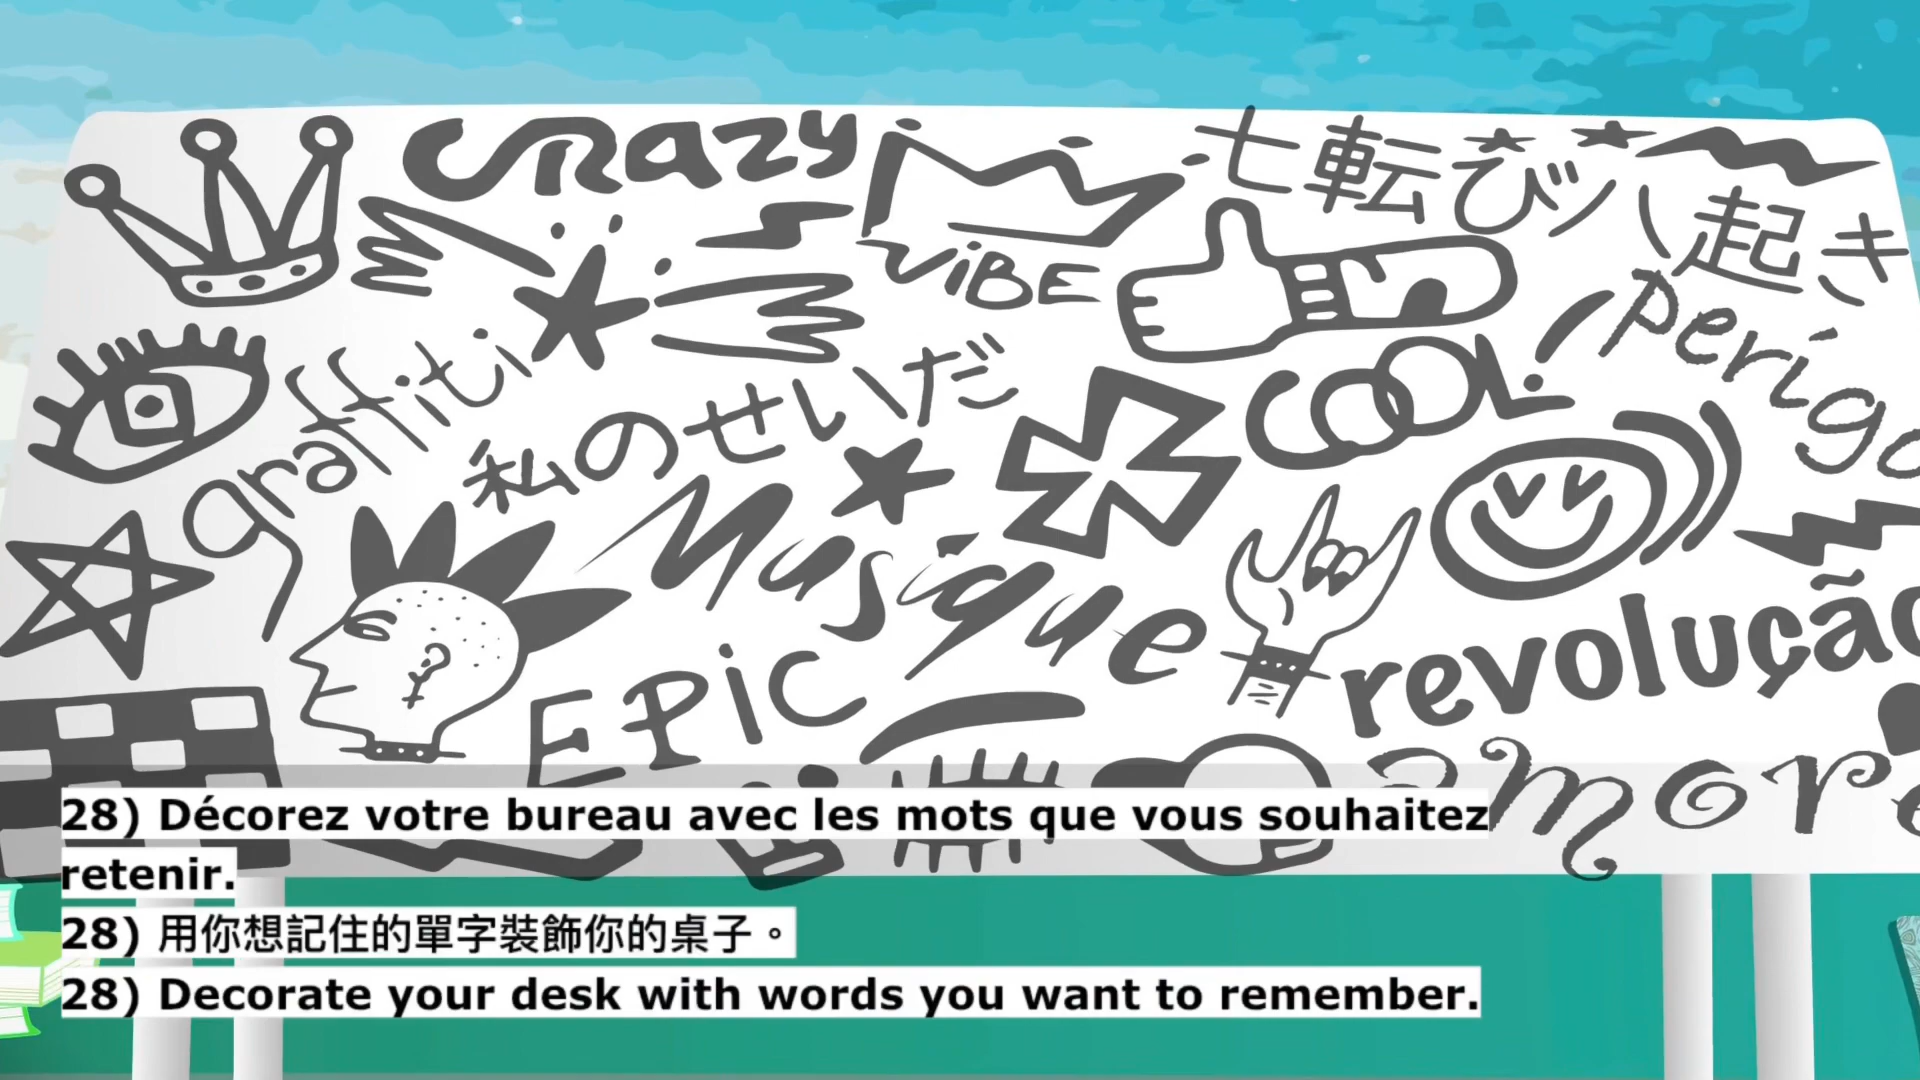 crazy
七転び八起き
ViBE
perigo
COOL!
graffiti
私のせいだ
Musique
revolução
EPiC
amore
28) Décorez votre bureau avec les mots que vous souhaitez
retenir.
28) 用你想記住的單字裝飾你的桌子。
28) Decorate your desk with words you want to remember.